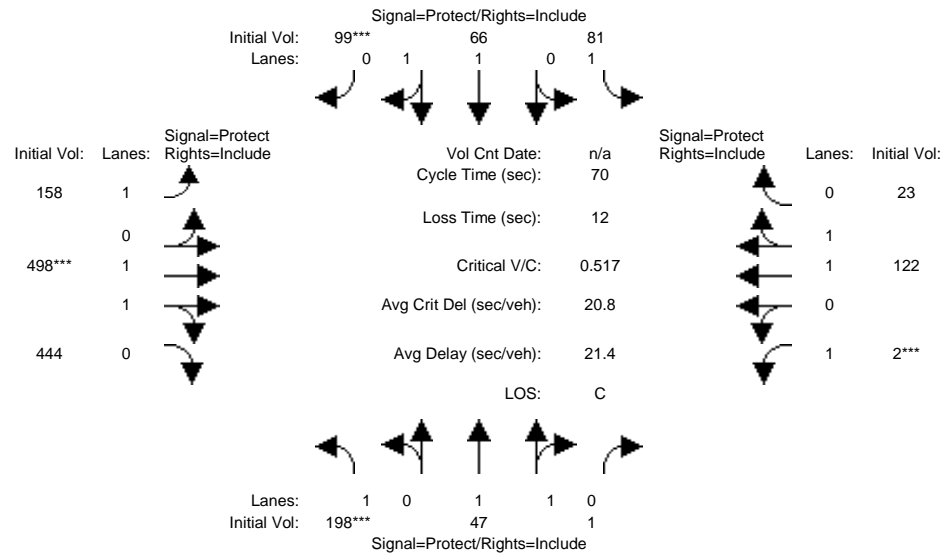 Signal=Protect/Rights=Include
Initial Vol: 99*** 66 81
Lanes: 0 1 1 0 1
Signal=Protect Signal=Protect
Initial Vol: Lanes: Rights=Include Vol Cnt Date: n/a Rights=Include Lanes: Initial Vol:
Cycle Time (sec): 70
158 1 0 23
Loss Time (sec): 12
0 1
498*** 1 Critical V/C: 0.517 1 122
1 Avg Crit Del (sec/veh): 20.8 0
444 0 Avg Delay (sec/veh): 21.4 1 2***
LOS: C
Lanes: 1 0 1 1 0
Initial Vol: 198*** 47 1
Signal=Protect/Rights=Include